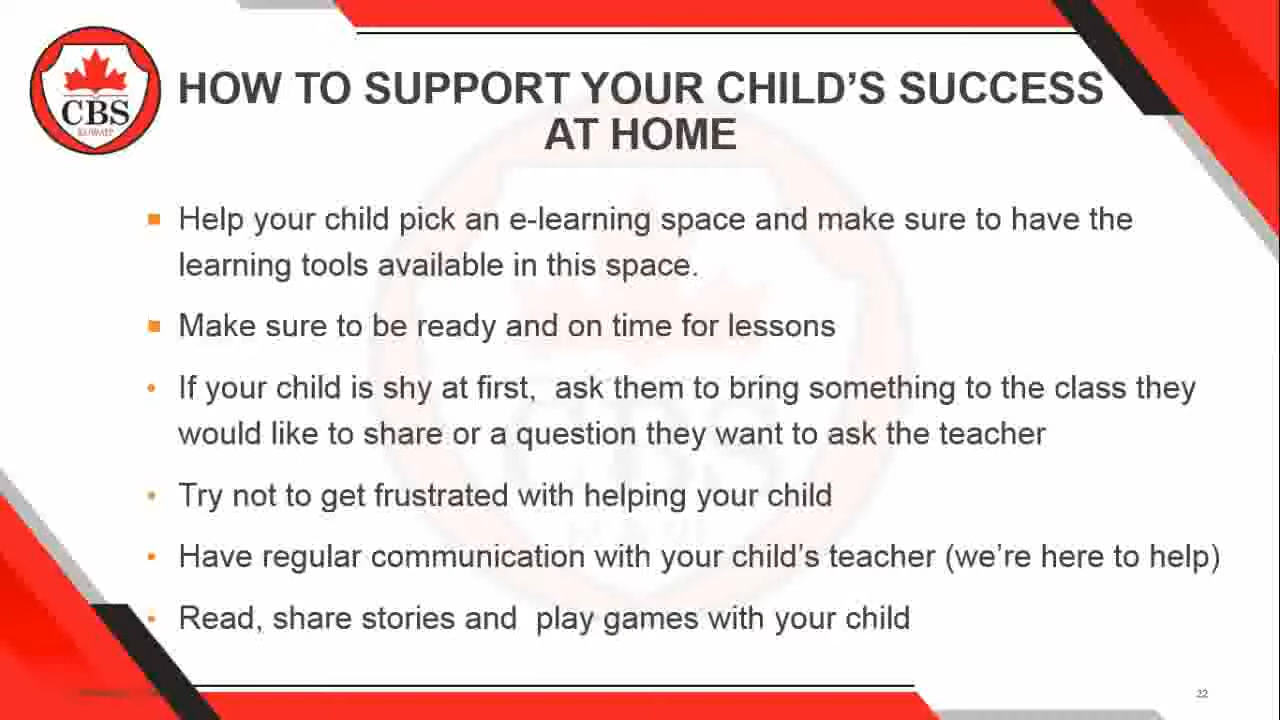 CBS
KUWAIT
HOW TO SUPPORT YOUR CHILD’S SUCCESS
AT HOME
Help your child pick an e-learning space and make sure to have the
learning tools available in this space.
Make sure to be ready and on time for lessons
If your child is shy at first,  ask them to bring something to the class they
would like to share or a question they want to ask the teacher
Try not to get frustrated with helping your child
Have regular communication with your child’s teacher (we’re here to help)
Read, share stories and  play games with your child
22